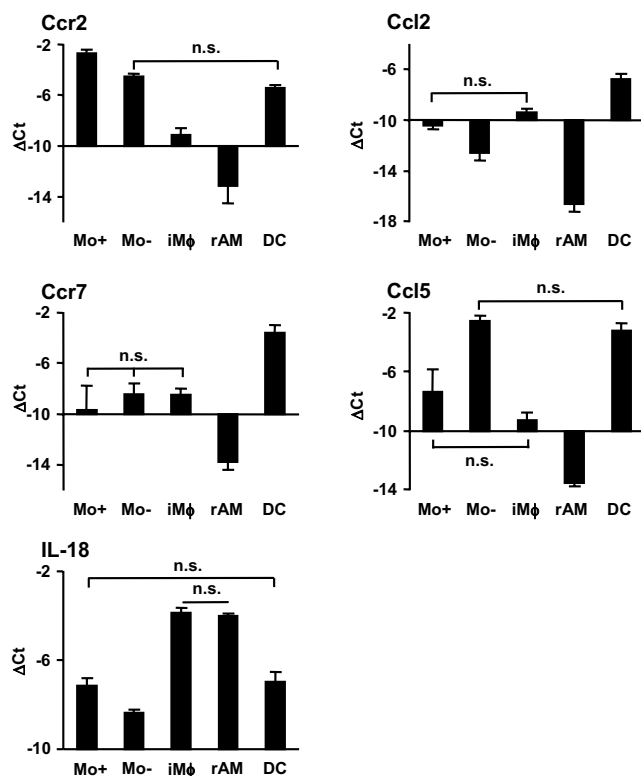 Ccr2
-2
-6
-10
-14
ΔCt
n.s.
Mo+ Mo- iMϕ rAM DC
Ccl2
-6
-10
-14
-18
ΔCt
n.s.
Mo+ Mo- iMϕ rAM DC
Ccr7
-2
-6
-10
-14
ΔCt
n.s.
Mo+ Mo- iMϕ rAM DC
Ccl5
-2
-6
-10
-14
ΔCt
n.s.
n.s.
Mo+ Mo- iMϕ rAM DC
IL-18
-2
-6
-10
ΔCt
n.s.
n.s.
Mo+ Mo- iMϕ rAM DC